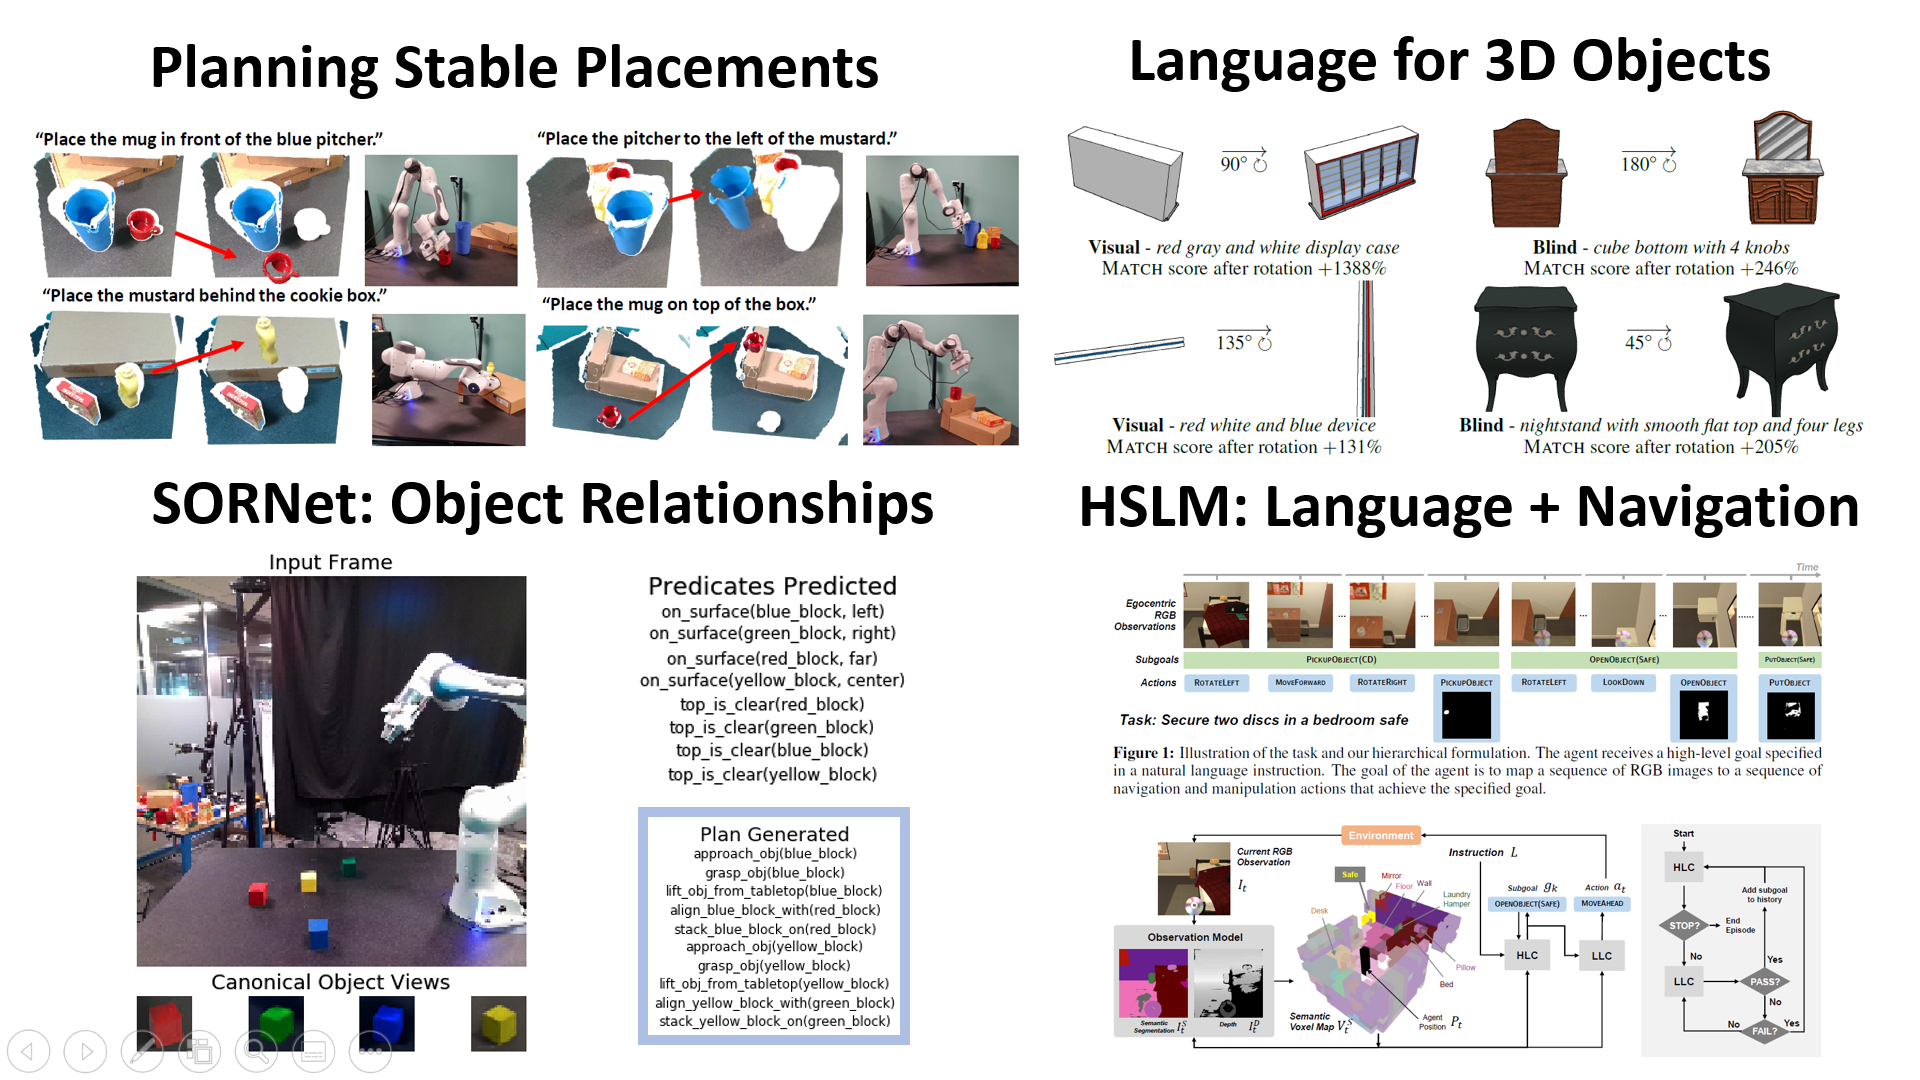 Planning Stable Placements
“Place the mug in front of the blue pitcher.”
“Place the pitcher to the left of the mustard.”
“Place the mustard behind the cookie box.”
“Place the mug on top of the box.”
Language for 3D Objects
90°
180°
Visual - red gray and white display case
MATCH score after rotation +1388%
Blind - cube bottom with 4 knobs
MATCH score after rotation +246%
135°
45°
Visual - red white and blue device
MATCH score after rotation +131%
Blind - nightstand with smooth flat top and four legs
MATCH score after rotation +205%
SORNet: Object Relationships
Input Frame
Canonical Object Views
Predicates Predicted
on_surface(blue_block, left)
on_surface(green_block, right)
on_surface(red_block, far)
on_surface(yellow_block, center)
top_is_clear(red_block)
top_is_clear(green_block)
top_is_clear(blue_block)
top_is_clear(yellow_block)
Plan Generated
approach_obj(blue_block)
grasp_obj(blue_block)
lift_obj_from_tabletop(blue_block)
align_blue_block_with(red_block)
stack_blue_block_on(red_block)
approach_obj(yellow_block)
grasp_obj(yellow_block)
lift_obj_from_tabletop(yellow_block)
align_yellow_block_with(green_block)
stack_yellow_block_on(green_block)
HSLM: Language + Navigation
Time
Egocentric
RGB
Observations
... ... ... ......
Subgoals
PICKUPOBJECT(CD) OPENOBJECT(SAFE) PUTOBJECT(SAFE)
Actions
ROTATELEFT MOVEFORWARD ROTATERIGHT PICKUPOBJECT ROTATELEFT LOOKDOWN OPENOBJECT PUTOBJECT
Task: Secure two discs in a bedroom safe
Figure 1: Illustration of the task and our hierarchical formulation. The agent receives a high-level goal specified
in a natural language instruction. The goal of the agent is to map a sequence of RGB images to a sequence of
navigation and manipulation actions that achieve the specified goal.
Environment
Current RGB
Observation
I_t
Instruction L
Safe
Mirror
Floor
Wall
Laundry
Hamper
Desk
Pillow
Bed
Subgoal g_k
Action a_t
OPENOBJECT(SAFE)
MOVEAHEAD
HLC
LLC
Observation Model
Semantic
Segmentation I_t^S
Depth I_t^D
Semantic
Voxel Map V_t^S
Agent
Position P_t
Start
HLC
Add subgoal
to history
STOP?
End
Episode
No
Yes
LLC
PASS?
No
No
Yes
FAIL?